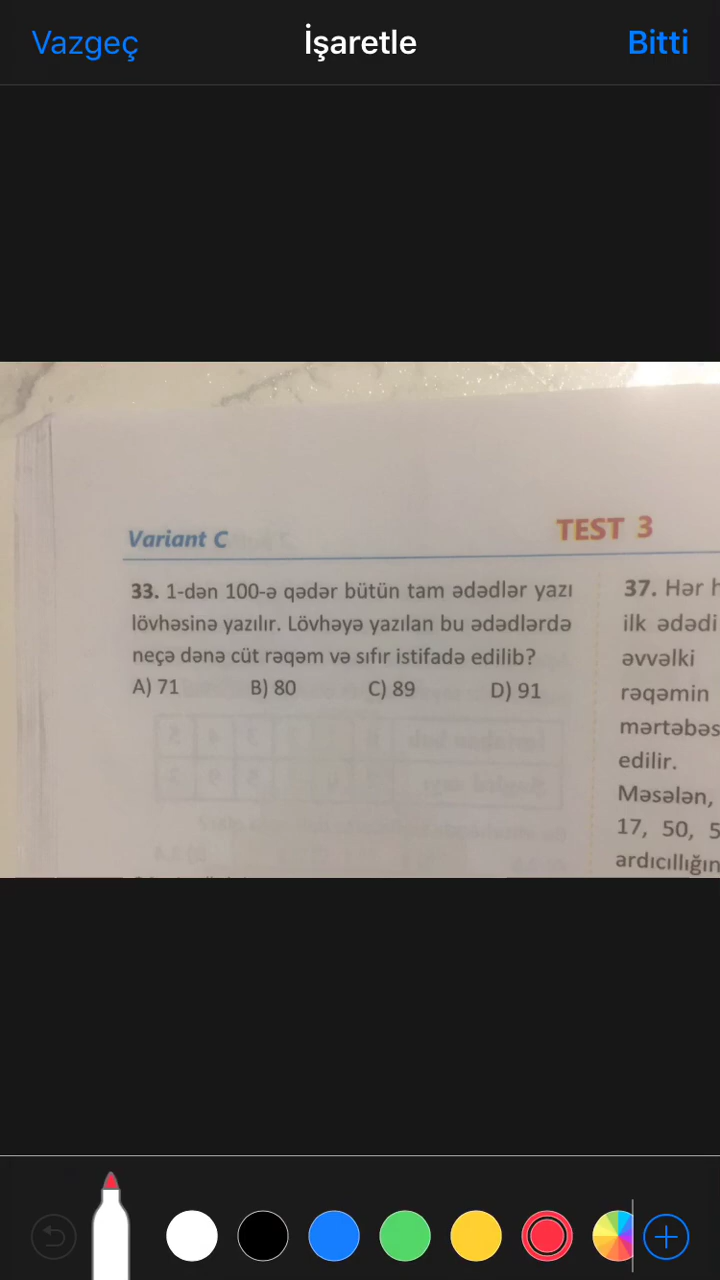 Vazgeç
İşaretle
Bitti
Variant C
TEST 3
33. 1-dən 100-ə qədər bütün tam ədədlər yazı
lövhəsinə yazılır. Lövhəyə yazılan bu ədədlərdə
neçə dənə cüt rəqəm və sıfır istifadə edilib?
A) 71 B) 80 C) 89 D) 91
37. Hər
ilk ədədi
əvvəlki
rəqəmin
mərtəbəs
edilir.
Məsələn,
17, 50, 5
ardıcıllığın